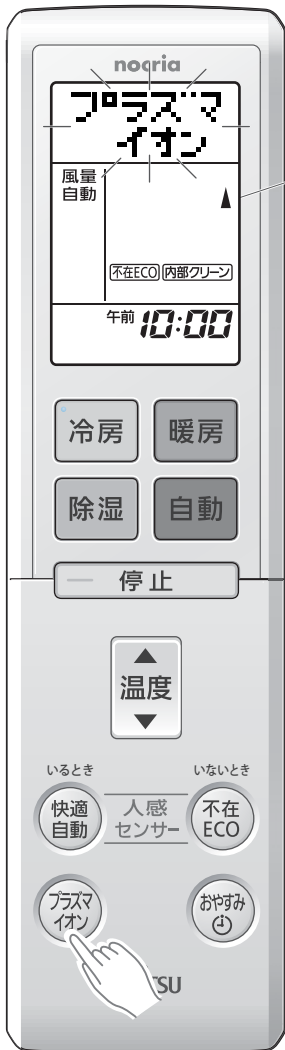 nocria
プラズマ
イオン
風量
自動
不在ECO 内部クリーン
午前 10:00
冷房 暖房
除湿 自動
停止
温度
いるとき いないとき
快適
自動
人感
センサー
不在
ECO
プラズマ
イオン
おやすみ
TSU